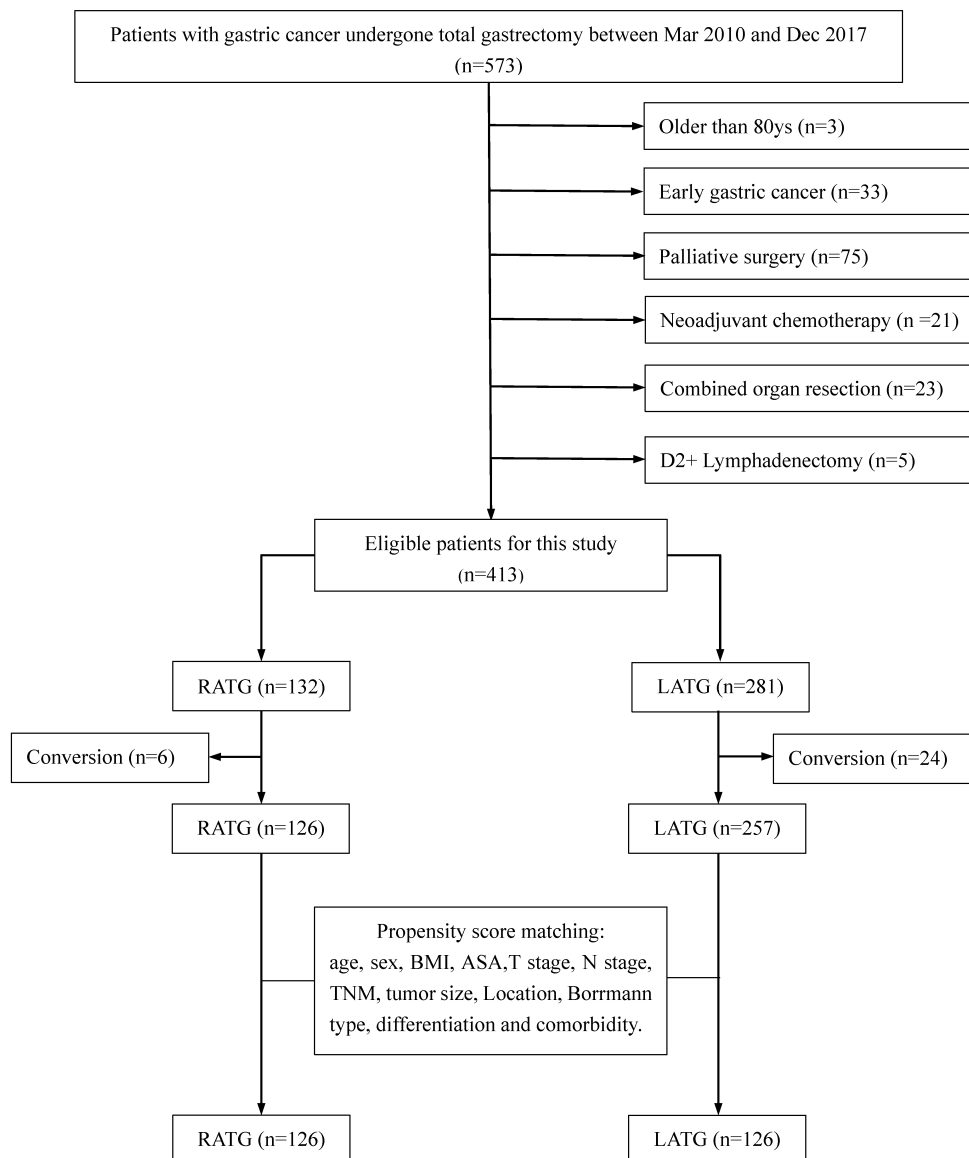 Patients with gastric cancer undergone total gastrectomy between Mar 2010 and Dec 2017
(n=573)
Older than 80ys (n=3)
Early gastric cancer (n=33)
Palliative surgery (n=75)
Neoadjuvant chemotherapy (n =21)
Combined organ resection (n=23)
D2+ Lymphadenectomy (n=5)
Eligible patients for this study
(n=413)
RATG (n=132)
LATG (n=281)
Conversion (n=6)
Conversion (n=24)
RATG (n=126)
LATG (n=257)
Propensity score matching:
age, sex, BMI, ASA,T stage, N stage,
TNM, tumor size, Location, Borrmann
type, differentiation and comorbidity.
RATG (n=126)
LATG (n=126)